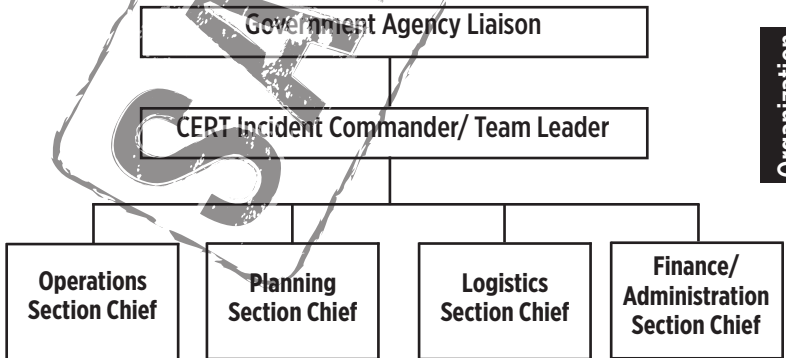 Government Agency Liaison
CERT Incident Commander/ Team Leader
Operations
Section Chief
Planning
Section Chief
Logistics
Section Chief
Finance/
Administration
Section Chief
Organization
SA